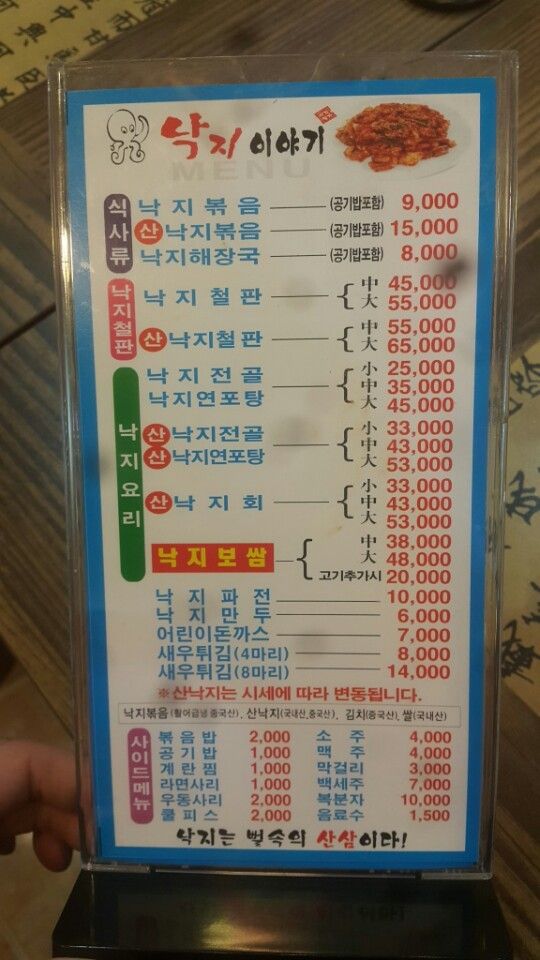 낙지 이야기
MENU
식사류
낙지볶음 (공기밥포함) 9,000
산 낙지볶음 (공기밥포함) 15,000
낙지해장국 (공기밥포함) 8,000
낙지철판
낙지철판 中 45,000
大 55,000
산 낙지철판 中 55,000
大 65,000
낙지요리
낙지전골
낙지연포탕
小 25,000
中 35,000
大 45,000
산 낙지전골
산 낙지연포탕
小 33,000
中 43,000
大 53,000
산 낙지회
小 33,000
中 43,000
大 53,000
낙지보쌈
中 38,000
大 48,000
고기추가시 20,000
낙지파전 10,000
낙지만두 6,000
어린이돈까스 7,000
새우튀김(4마리) 8,000
새우튀김(8마리) 14,000
※산낙지는 시세에 따라 변동됩니다.
낙지볶음(활어급냉 중국산), 산낙지(국내산,중국산), 김치(중국산), 쌀(국내산)
사이드메뉴
볶음밥 2,000 소주 4,000
공기밥 1,000 맥주 4,000
계란찜 1,000 막걸리 3,000
라면사리 1,000 백세주 7,000
우동사리 2,000 복분자 10,000
쿨피스 2,000 음료수 1,500
낙지는 뻘속의 산삼이다!